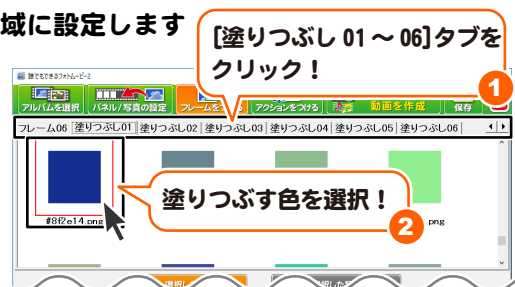 域に設定します
[塗りつぶし 01～06]タブを
クリック！
1
誰でもできるフォトムービー2
アルバムを選択 パネル/写真の設定 フレームをつける アクションをつける 動画を作成 保存
フレーム06 塗りつぶし01 塗りつぶし02 塗りつぶし03 塗りつぶし04 塗りつぶし05 塗りつぶし06
塗りつぶす色を選択！
2
#8f2e14.png
.png